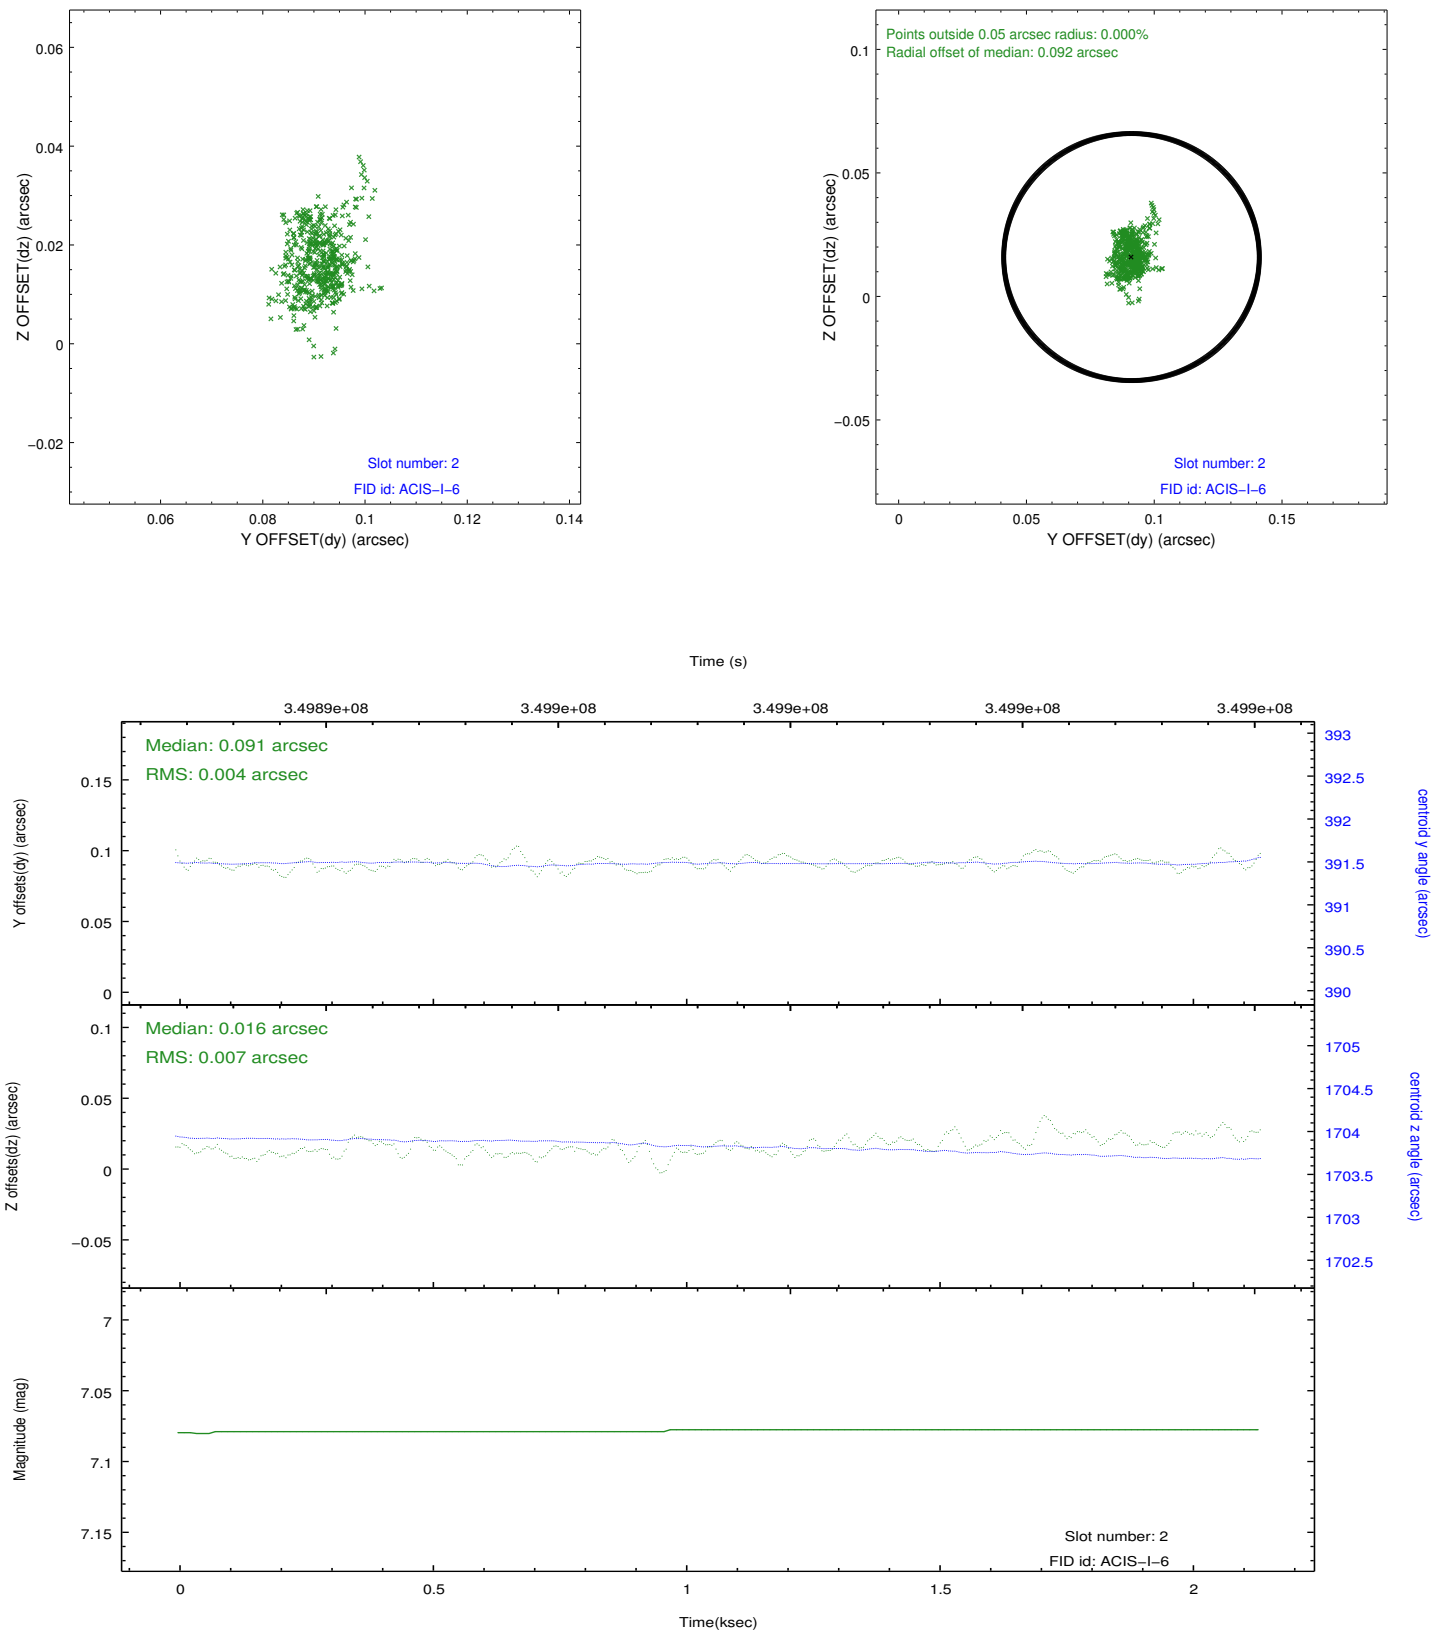 0.06
0.04
0.02
0
−0.02
Z OFFSET(dz) (arcsec)
Slot number: 2
FID id: ACIS−I−6
0.06
0.08
0.1
0.12
0.14
Y OFFSET(dy) (arcsec)
Points outside 0.05 arcsec radius: 0.000%
Radial offset of median: 0.092 arcsec
0.1
0.05
0
−0.05
Z OFFSET(dz) (arcsec)
Slot number: 2
FID id: ACIS−I−6
0
0.05
0.1
0.15
Y OFFSET(dy) (arcsec)
Time (s)
3.4989e+08
3.499e+08
3.499e+08
3.499e+08
3.499e+08
Median: 0.091 arcsec
RMS: 0.004 arcsec
0.15
0.1
0.05
0
Y offsets(dy) (arcsec)
393
392.5
392
391.5
391
390.5
390
centroid y angle (arcsec)
Median: 0.016 arcsec
RMS: 0.007 arcsec
0.1
0.05
0
−0.05
Z offsets(dz) (arcsec)
1705
1704.5
1704
1703.5
1703
1702.5
centroid z angle (arcsec)
7
7.05
7.1
7.15
Magnitude (mag)
Slot number: 2
FID id: ACIS−I−6
0
0.5
1
1.5
2
Time(ksec)